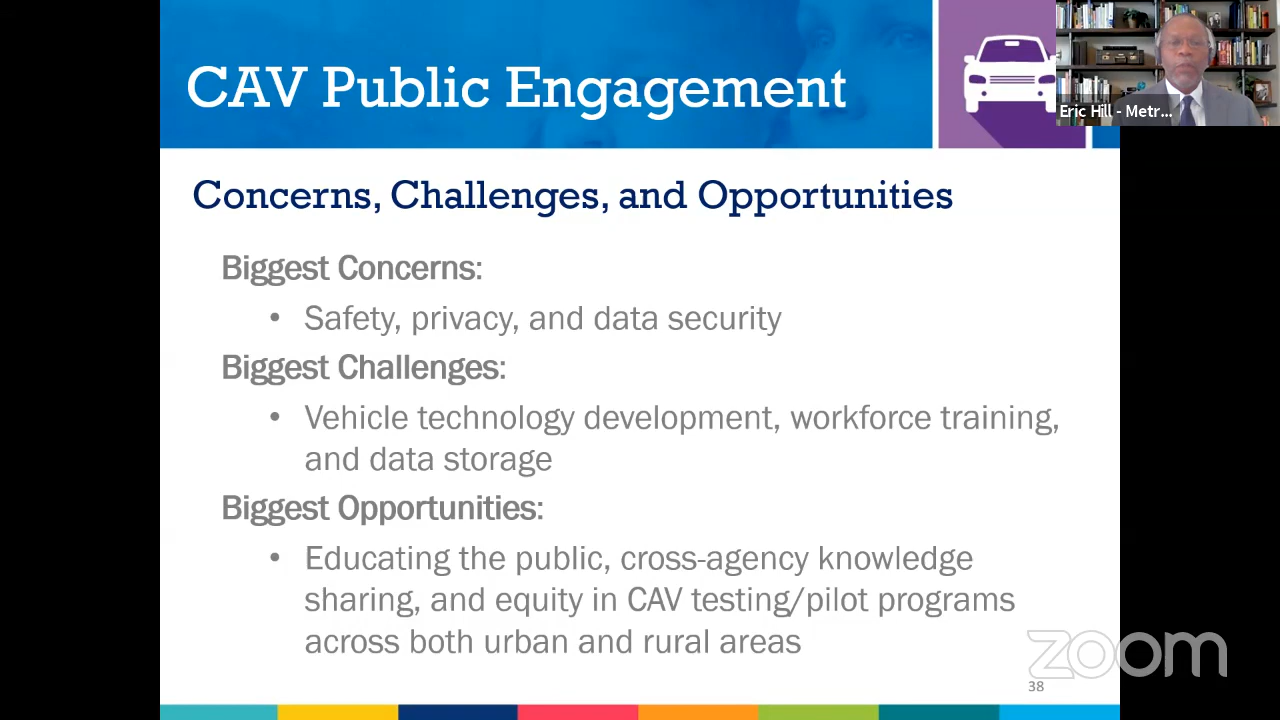 CAV Public Engagement
Eric Hill - Metr...
Concerns, Challenges, and Opportunities
Biggest Concerns:
• Safety, privacy, and data security
Biggest Challenges:
• Vehicle technology development, workforce training,
and data storage
Biggest Opportunities:
• Educating the public, cross-agency knowledge
sharing, and equity in CAV testing/pilot programs
across both urban and rural areas
zoom
38